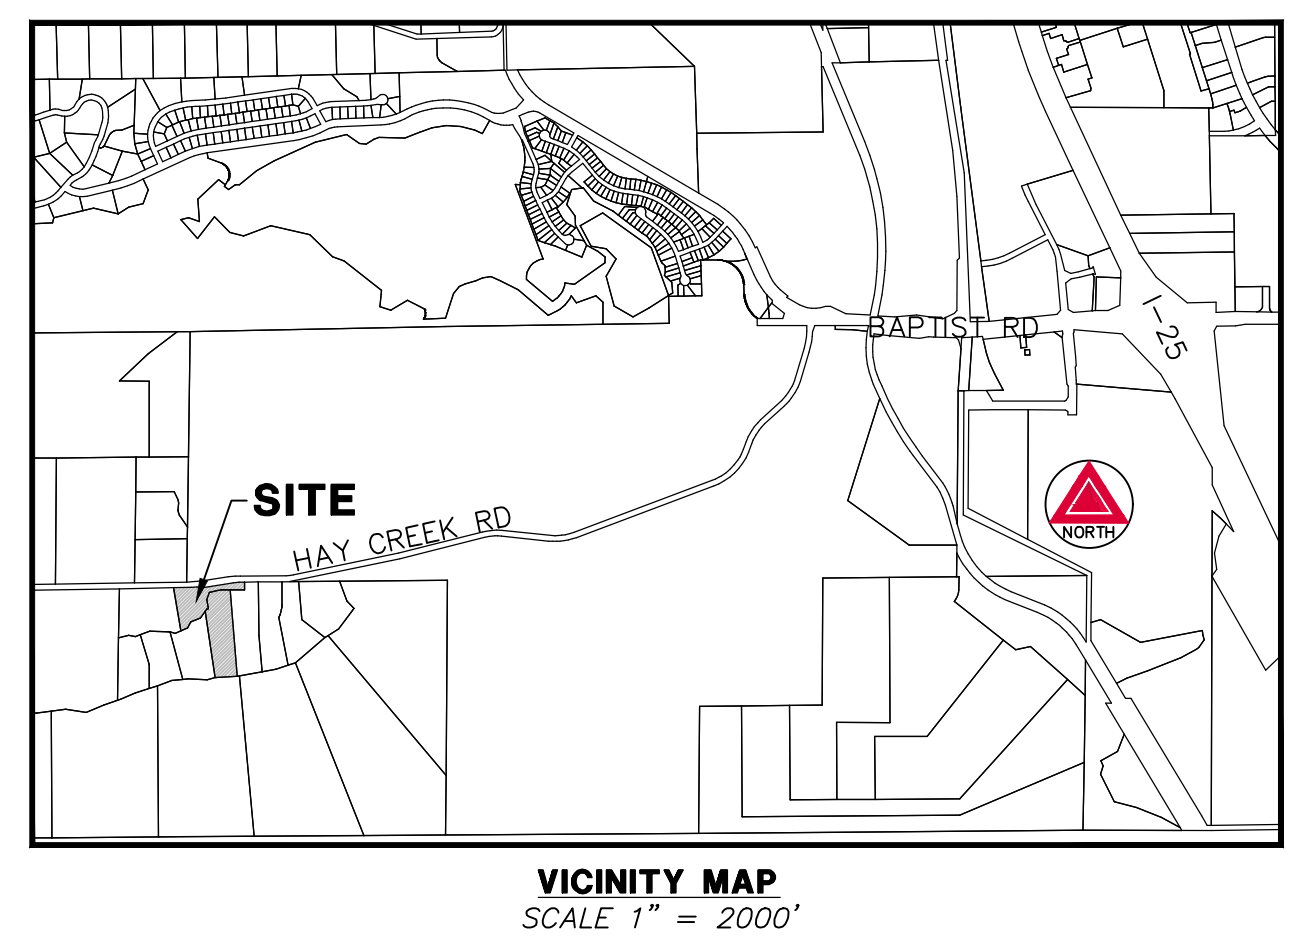 BAPTIST RD
I-25
SITE
HAY CREEK RD
NORTH
VICINITY MAP
SCALE 1" = 2000'